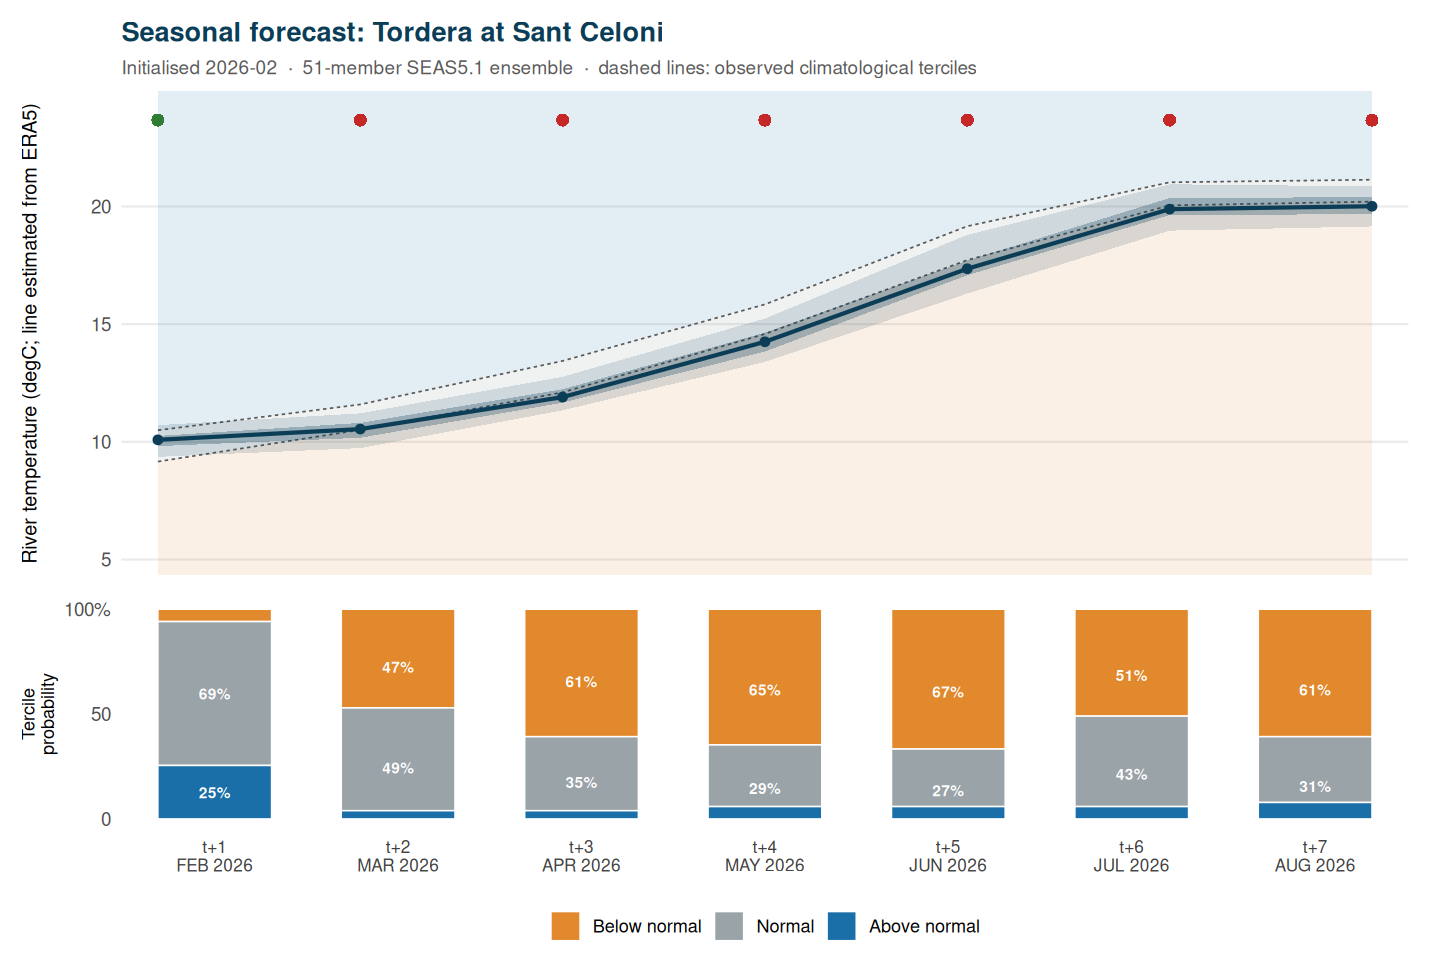 Seasonal forecast: Tordera at Sant Celoni
Initialised 2026-02 · 51-member SEAS5.1 ensemble · dashed lines: observed climatological terciles
River temperature (degC; line estimated from ERA5)
20
15
10
5
Tercile
probability
100%
50
0
69%
25%
47%
49%
61%
35%
65%
29%
67%
27%
51%
43%
61%
31%
t+1
FEB 2026
t+2
MAR 2026
t+3
APR 2026
t+4
MAY 2026
t+5
JUN 2026
t+6
JUL 2026
t+7
AUG 2026
Below normal
Normal
Above normal